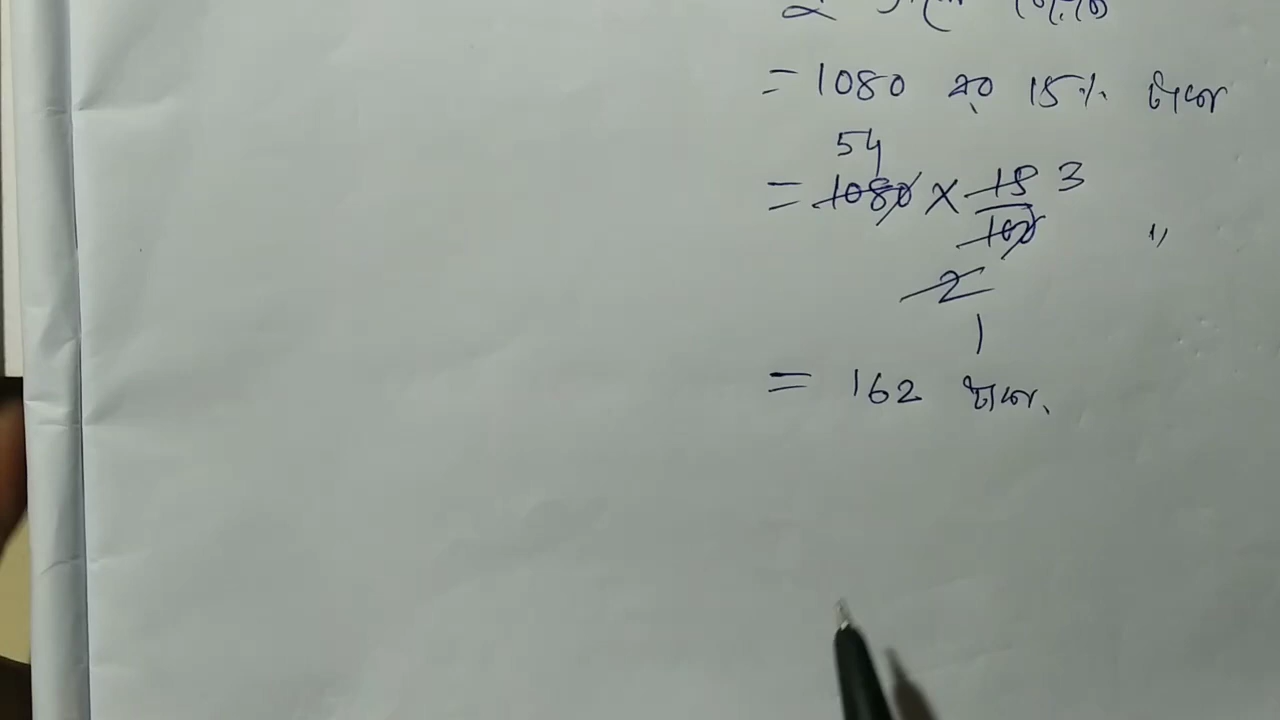 = 1080 এর 15% টাকা
54
= 1080 × 15 3
100 "
2
1
= 162 টাকা.